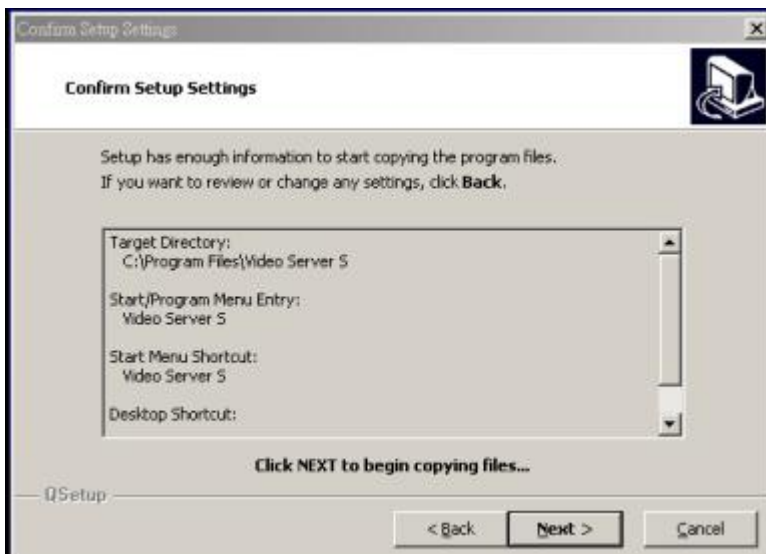 Confirm Setup Settings
Confirm Setup Settings
Setup has enough information to start copying the program files.
If you want to review or change any settings, click Back.
Target Directory:
C:\Program Files\Video Server S
Start/Program Menu Entry:
Video Server S
Start Menu Shortcut:
Video Server S
Desktop Shortcut:
Click NEXT to begin copying files...
QSetup
< Back
Next >
Cancel